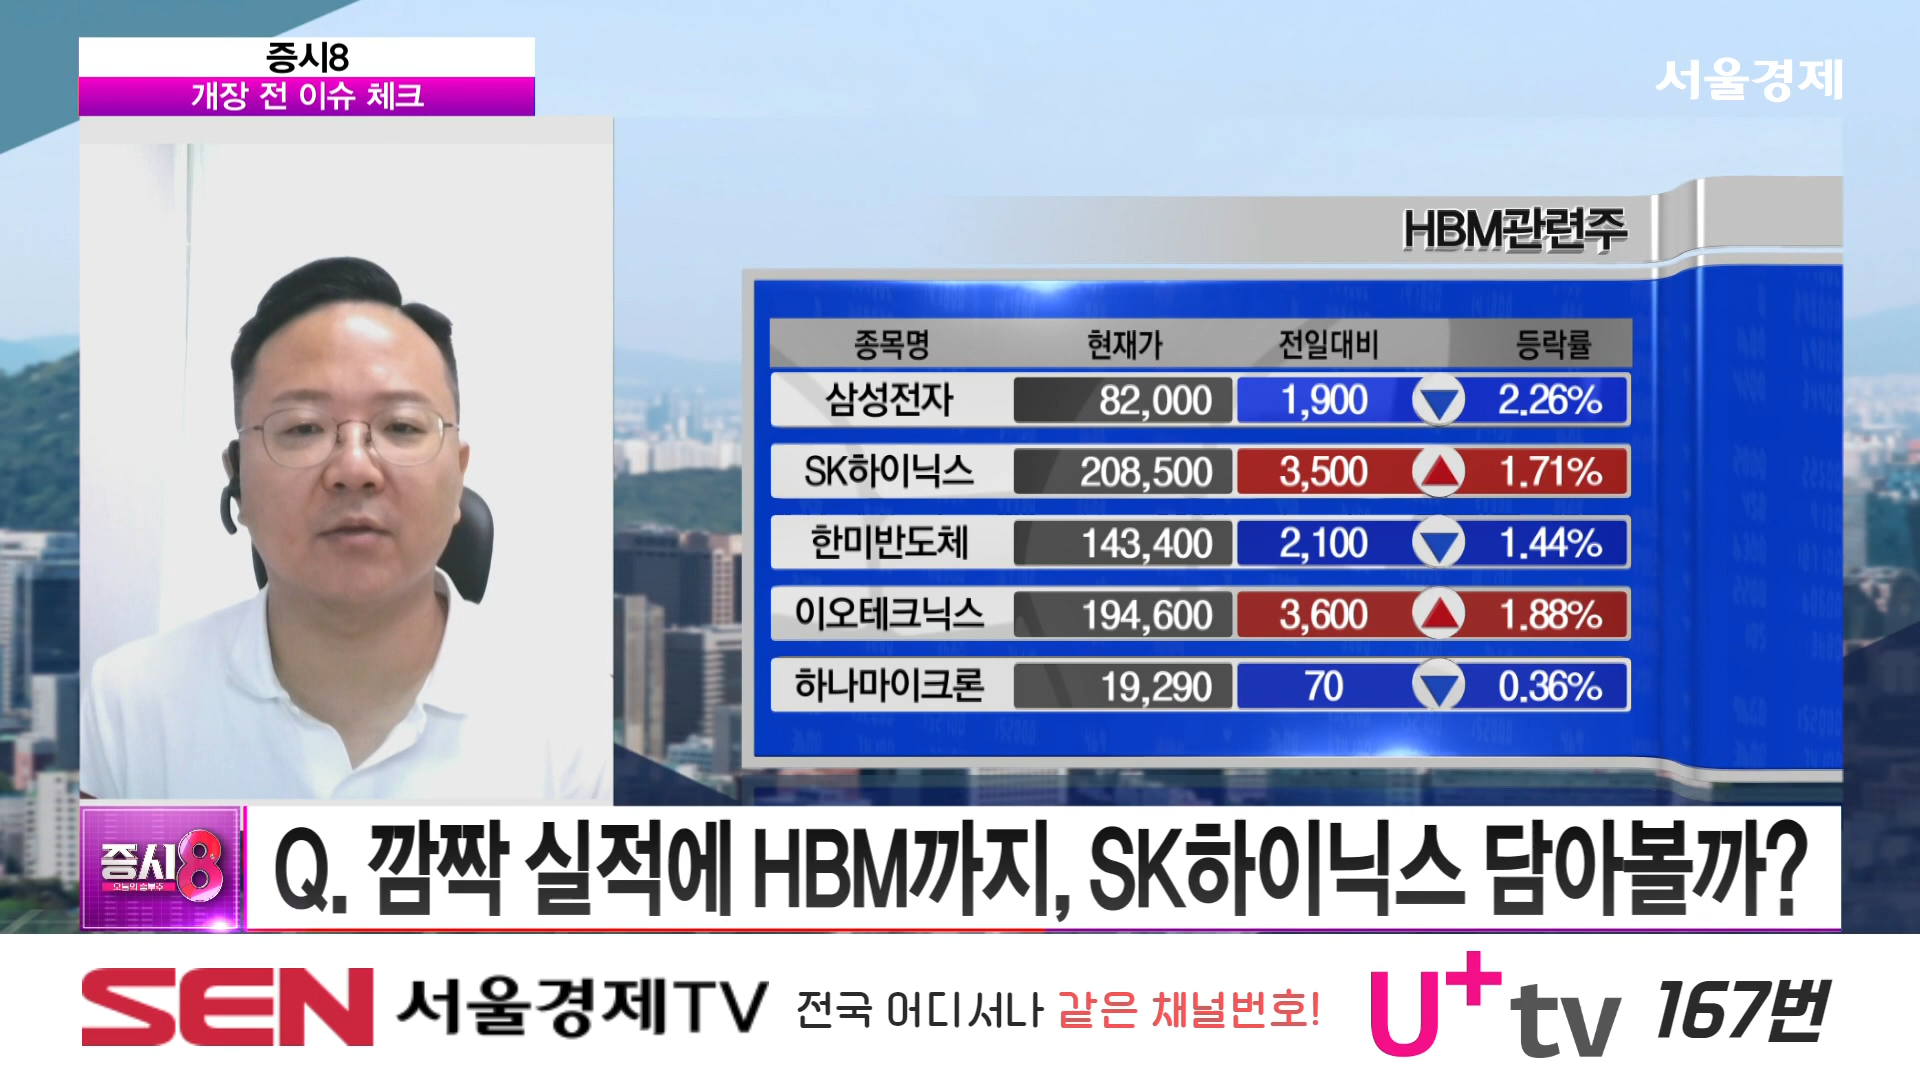 증시8
개장 전 이슈 체크
서울경제
HBM관련주
종목명 현재가 전일대비 등락률
삼성전자 82,000 1,900 ▼ 2.26%
SK하이닉스 208,500 3,500 ▲ 1.71%
한미반도체 143,400 2,100 ▼ 1.44%
이오테크닉스 194,600 3,600 ▲ 1.88%
하나마이크론 19,290 70 ▼ 0.36%
증시8
오늘의 승부주
Q. 깜짝 실적에 HBM까지, SK하이닉스 담아볼까?
SEN 서울경제TV 전국 어디서나 같은 채널번호! U+tv 167번